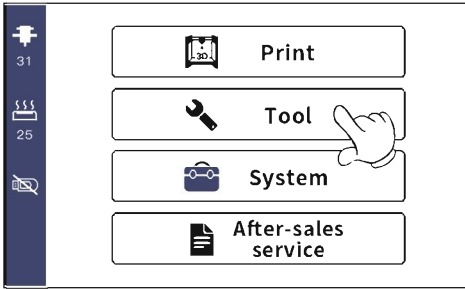 31
25
3D
Print
Tool
System
After-sales
service